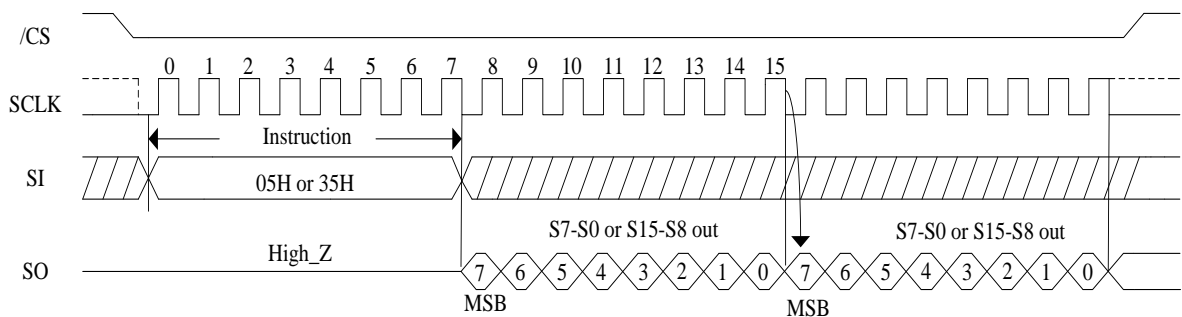 /CS
0 1 2 3 4 5 6 7 8 9 10 11 12 13 14 15
SCLK
Instruction
SI
05H or 35H
S7-S0 or S15-S8 out
S7-S0 or S15-S8 out
High_Z
SO
7 6 5 4 3 2 1 0 7 6 5 4 3 2 1 0
MSB
MSB